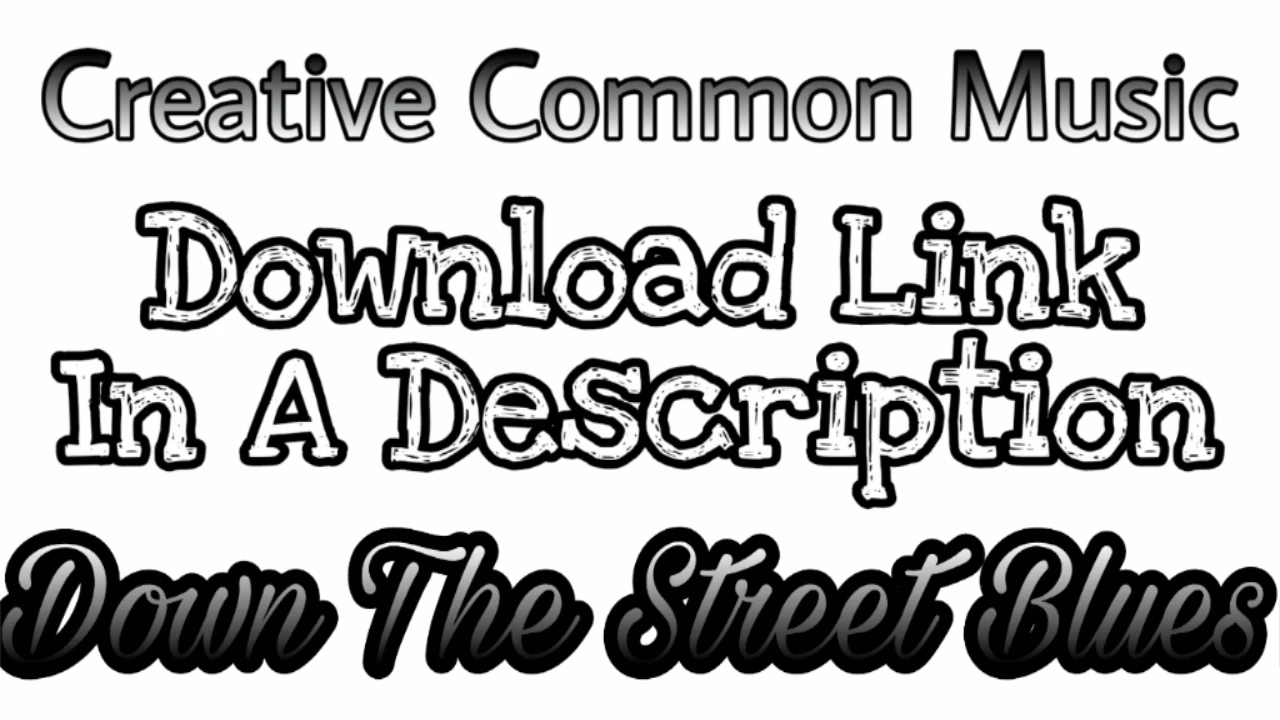 Creative Common Music
Download Link
In A Description
Down The Street Blues